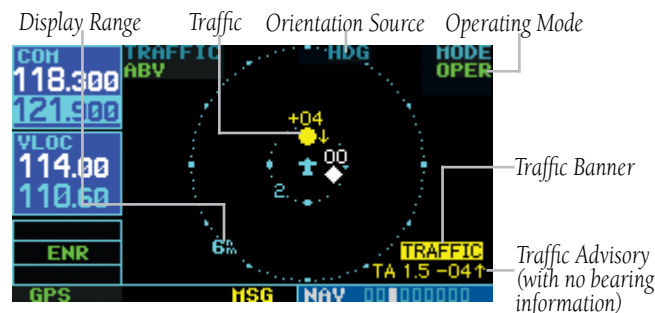 Display Range
Traffic
Orientation Source
Operating Mode
COM
118.300
121.900
VLOC
114.00
110.60
ENR
GPS
TRAFFIC
ABV
HDG
MODE
OPER
+04↓
00
2
6nm
TRAFFIC
TA 1.5 -04↑
MSG
NAV
Traffic Banner
Traffic Advisory
(with no bearing
information)